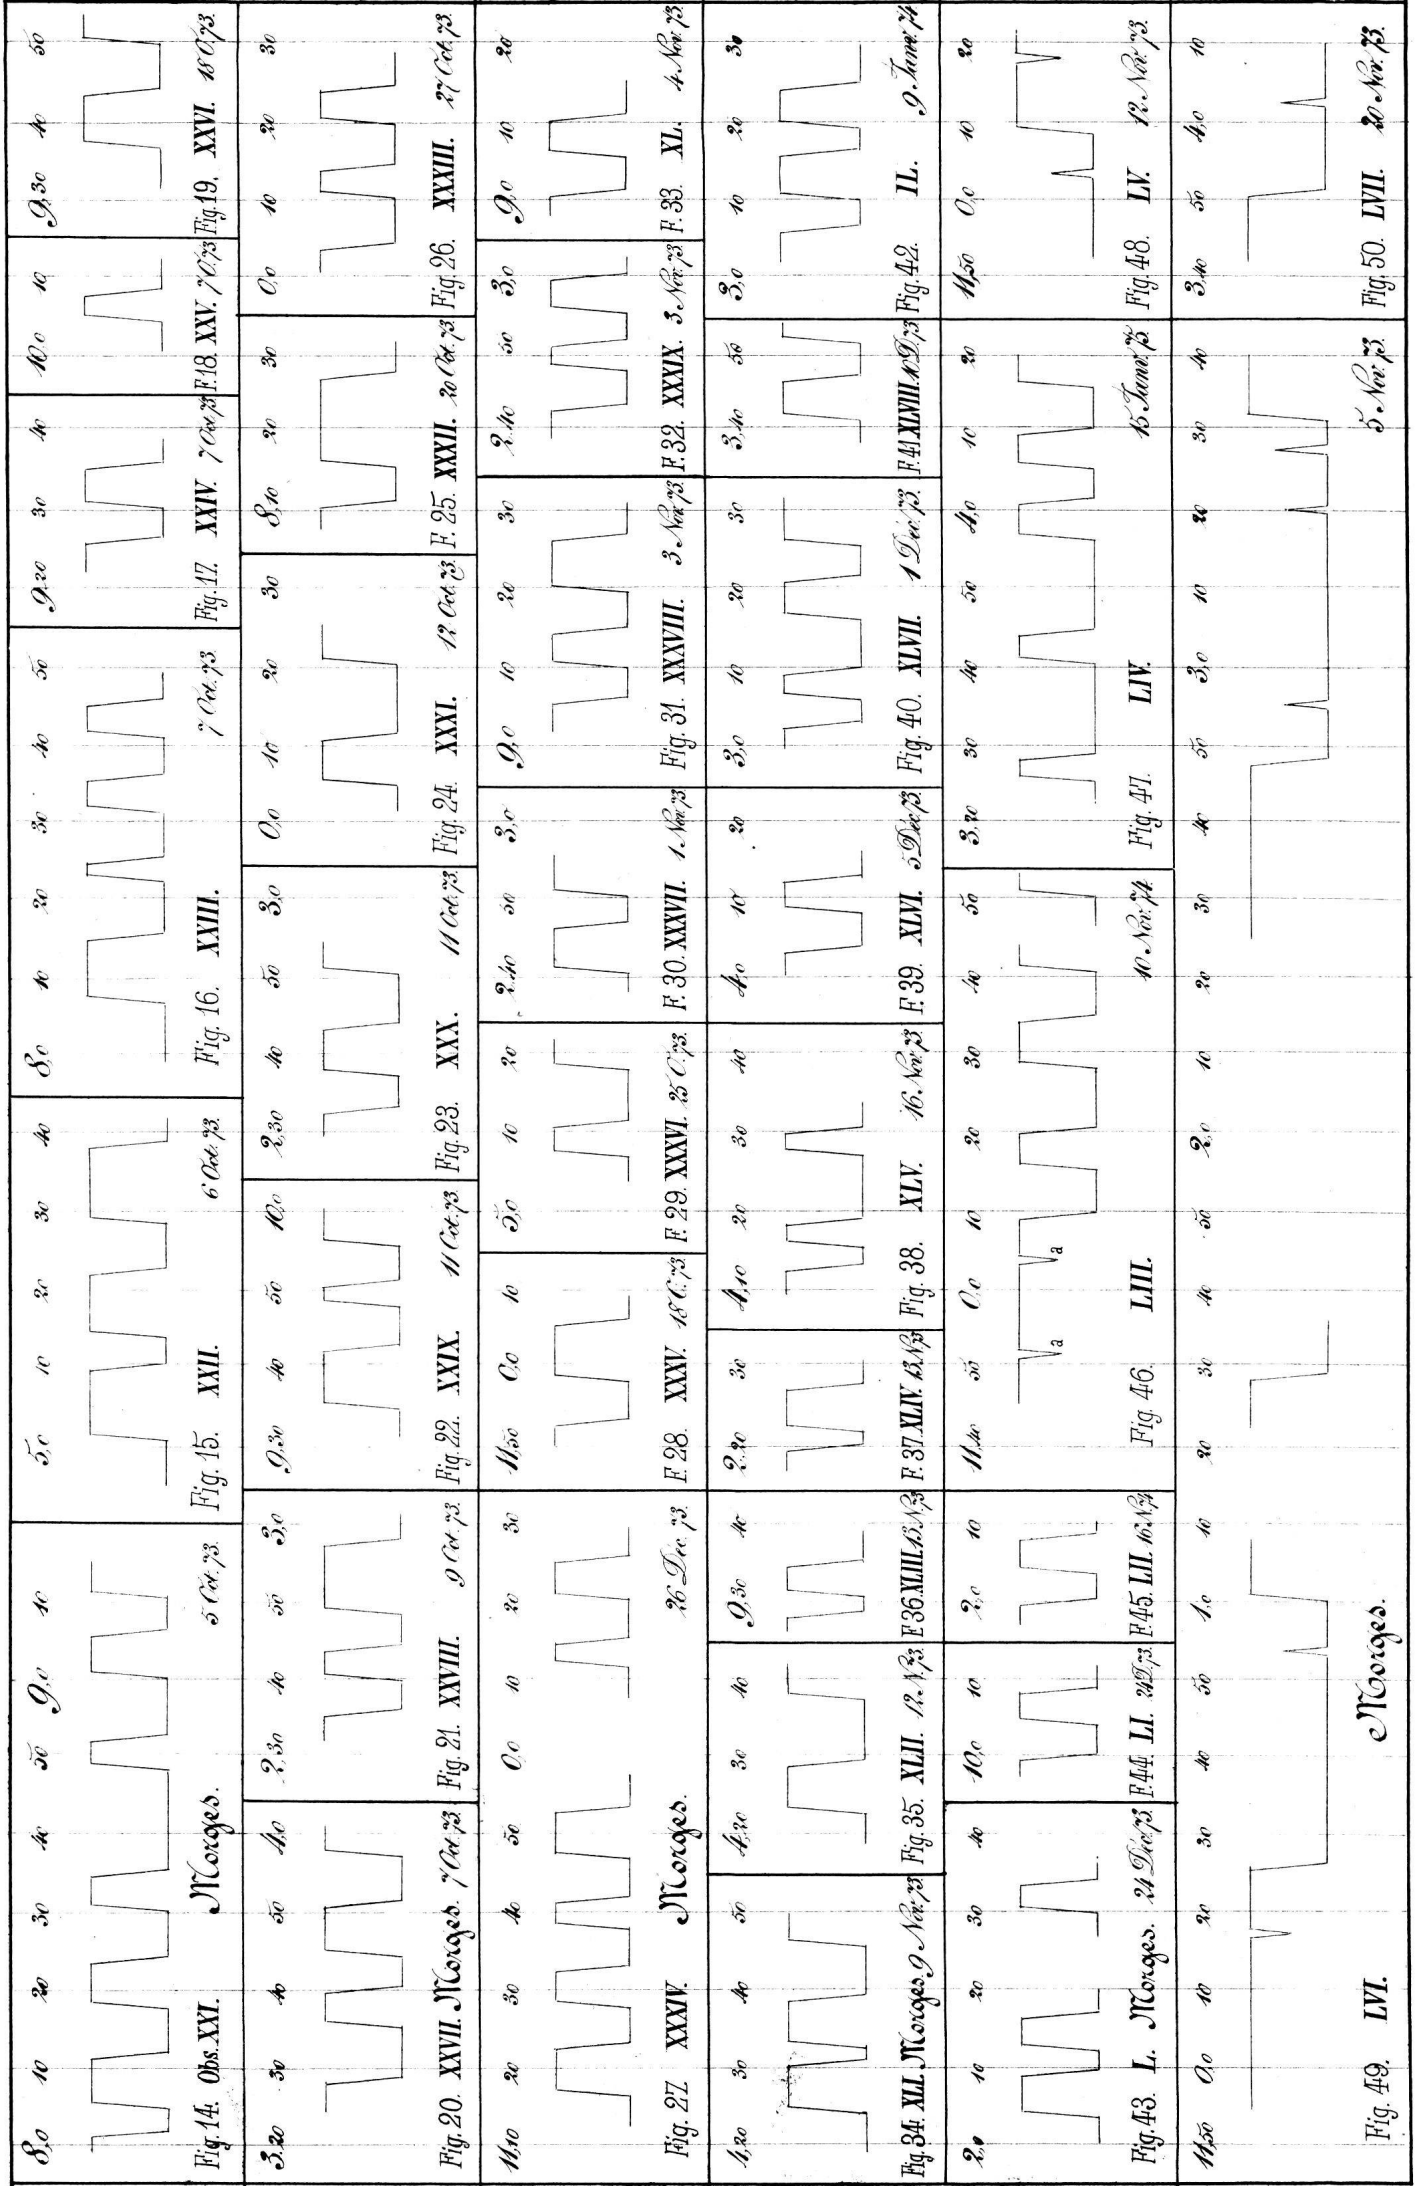 8,0 10 20 30 40 50 9,0 10
Fig. 14. Obs. XXI. Morges. 5 Oct. 73.
5,0 10 20 30 40
Fig. 15. XXII. 6 Oct. 73.
8,0 10 20 30 40 50
Fig. 16. XXIII. 7 Oct. 73.
9,20 30 40
Fig. 17. XXIV. 7 Oct. 73
10,0 10
F. 18. XXV. 7 O. 73.
9,30 40 50
Fig. 19. XXVI. 18 O. 73.
3,20 30 40 50 4,0
Fig. 20. XXVII. Morges. 7 Oct. 73.
2,30 40 50 3,0
Fig. 21. XXVIII. 9 Oct. 73.
9,30 40 50 10,0
Fig. 22. XXIX. 11 Oct. 73.
2,30 40 50 3,0
Fig. 23. XXX. 11 Oct. 73.
0,0 10 20 30
Fig. 24. XXXI. 12 Oct. 73.
8,10 20 30
F. 25. XXXII. 20 Oct. 73
0,0 10 20 30
Fig. 26. XXXIII. 27 Oct. 73.
11,10 20 30 40 50 0,0 10 20 30
Fig. 27. XXXIV. Morges. 26 Déc. 73.
11,50 0,0 10
F. 28. XXXV. 18 O. 73.
5,0 10 20
F. 29. XXXVI. 25 O. 73.
2,40 50 3,0
F. 30. XXXVII. 1 Nov. 73
9,0 10 20 30
Fig. 31. XXXVIII. 3 Nov. 73.
2,40 50 3,0
F. 32. XXXIX. 3 Nov. 73.
9,0 10 20
F. 33. XL. 4 Nov. 73.
4,20 30 40 50
Fig. 34. XLI. Morges. 9 Nov. 73.
4,20 30 40
Fig. 35. XLII. 12 N. 73.
9,30 40
F. 36. XLIII. 13 N. 73
2,20 30
F. 37. XLIV. 13 N. 73
4,10 20 30 40
Fig. 38. XLV. 16. Nov. 73
4,0 10 20
F. 39. XLVI. 5 Déc. 73.
3,0 10 20 30
Fig. 40. XLVII. 1 Déc. 73.
3,40 50
F. 41 XLVIII. 10 D. 73
3,0 10 20 30
Fig. 42. IL. 9 Janv. 74
2,0 10 20 30 40
Fig. 43. L. Morges. 24 Déc. 73.
10,0 10
F. 44. LI. 24 D. 73.
2,0 10
F. 45. LII. 16 N. 74
11,40 50 0,0 10 20 30 40 50
a a
Fig. 46. LIII. 10 Nov. 74.
3,20 30 40 50 4,0 10 20
Fig. 47. LIV. 15 Janv. 75
11,50 0,0 10 20
Fig. 48. LV. 12 Nov. 73.
11,50 0,0 10 20 30 40 50 1,0 10 20 30 40 50 2,0 10 20 30 40 50 3,0 10 20 30 40
Fig. 49. LVI. Morges. 5 Nov. 73.
3,40 50 4,0 10
Fig. 50. LVII. 20 Nov. 73.